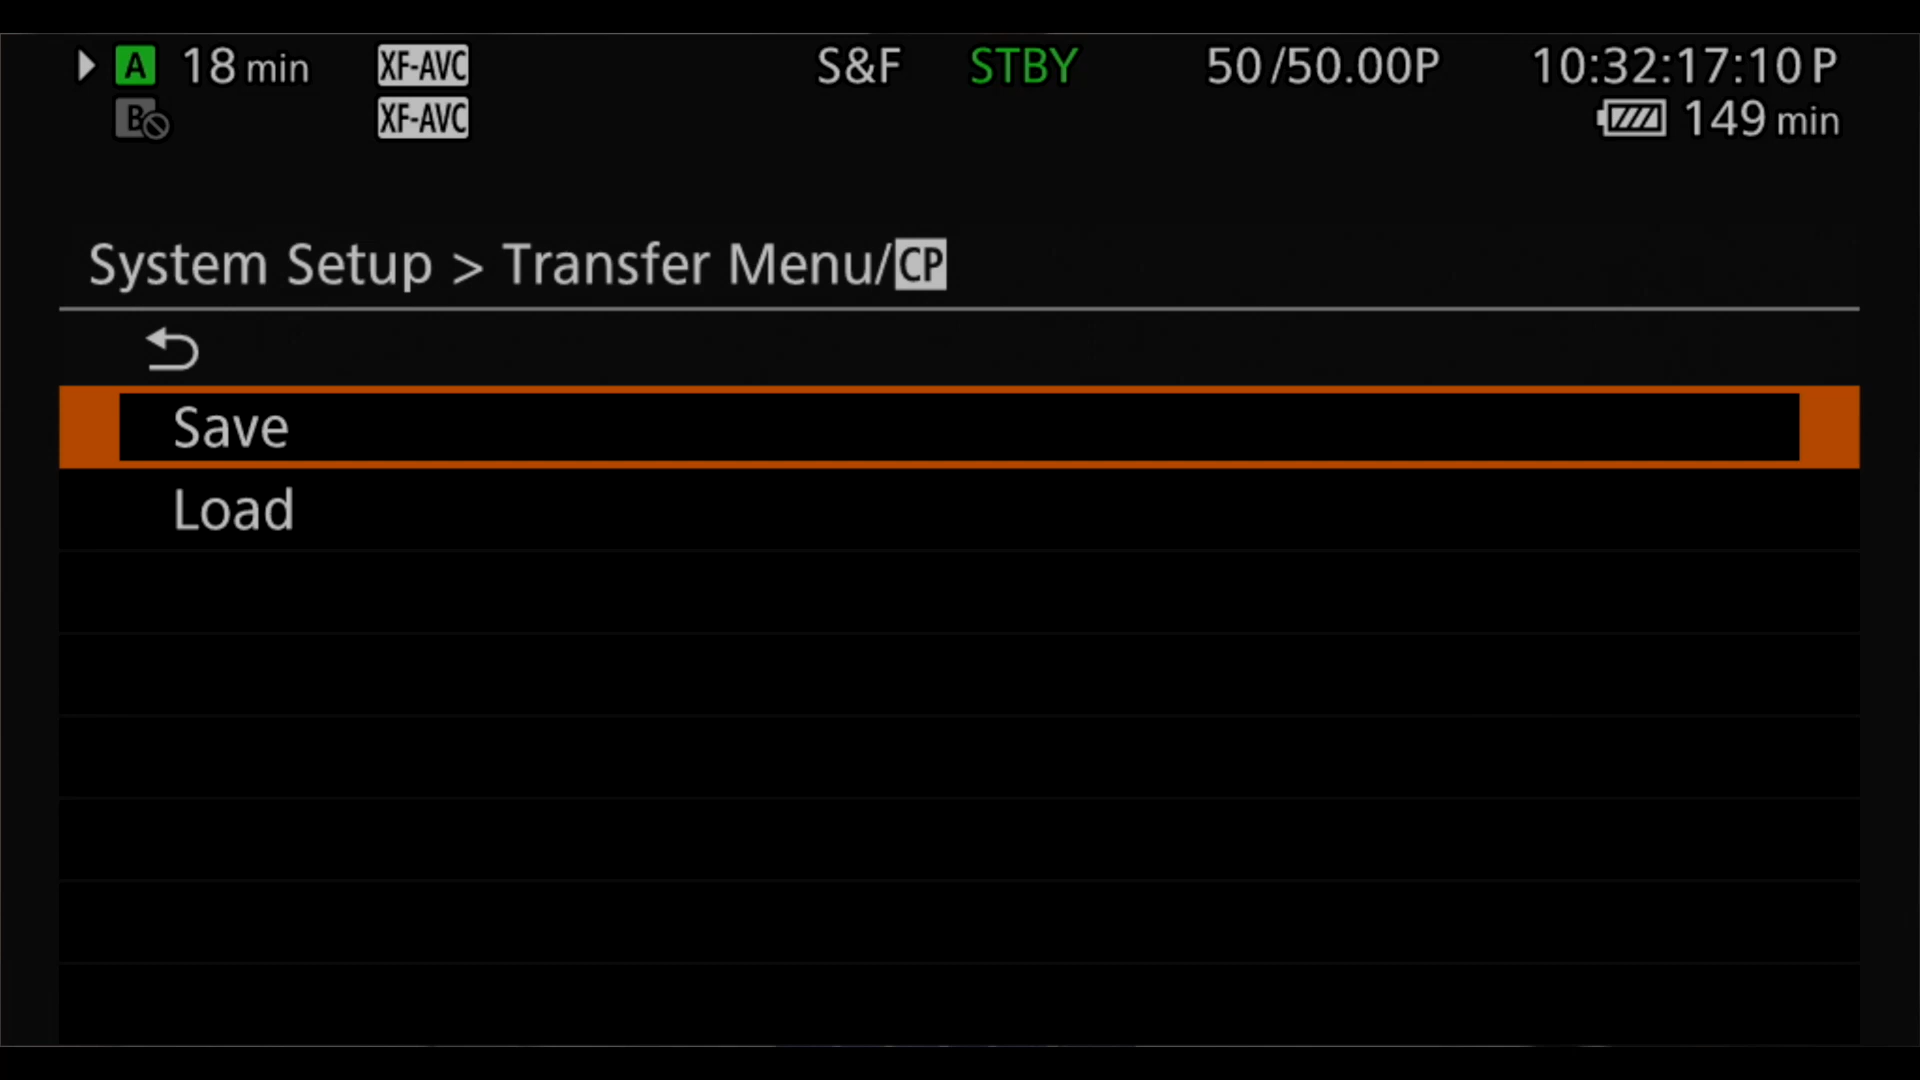 A 18 min XF-AVC S&F STBY 50/50.00P 10:32:17:10 P
B XF-AVC 149 min
System Setup > Transfer Menu/CP
Save
Load